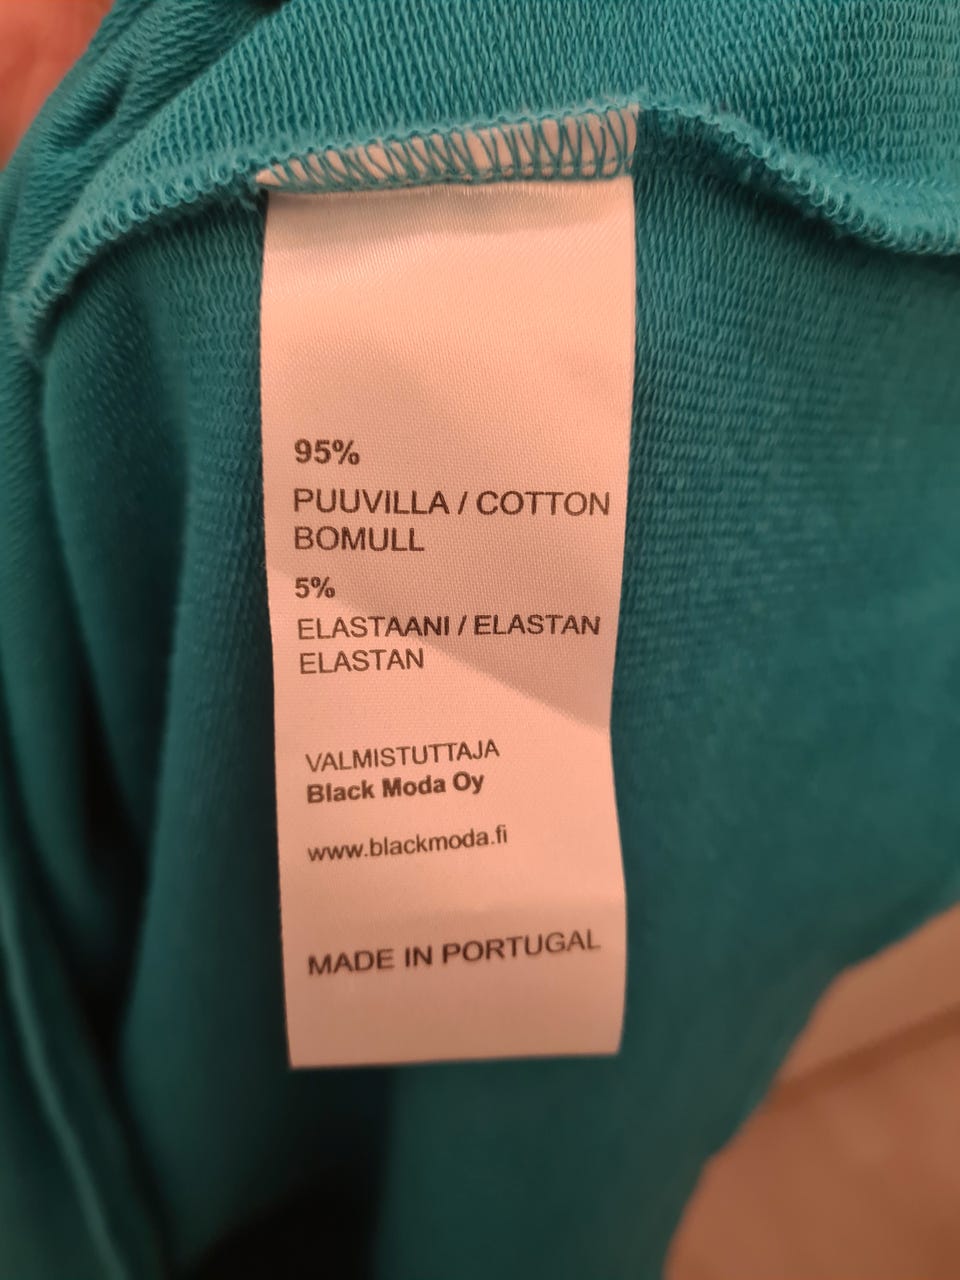 95%
PUUVILLA / COTTON
BOMULL
5%
ELASTAANI / ELASTAN
ELASTAN
VALMISTUTTAJA
Black Moda Oy
www.blackmoda.fi
MADE IN PORTUGAL